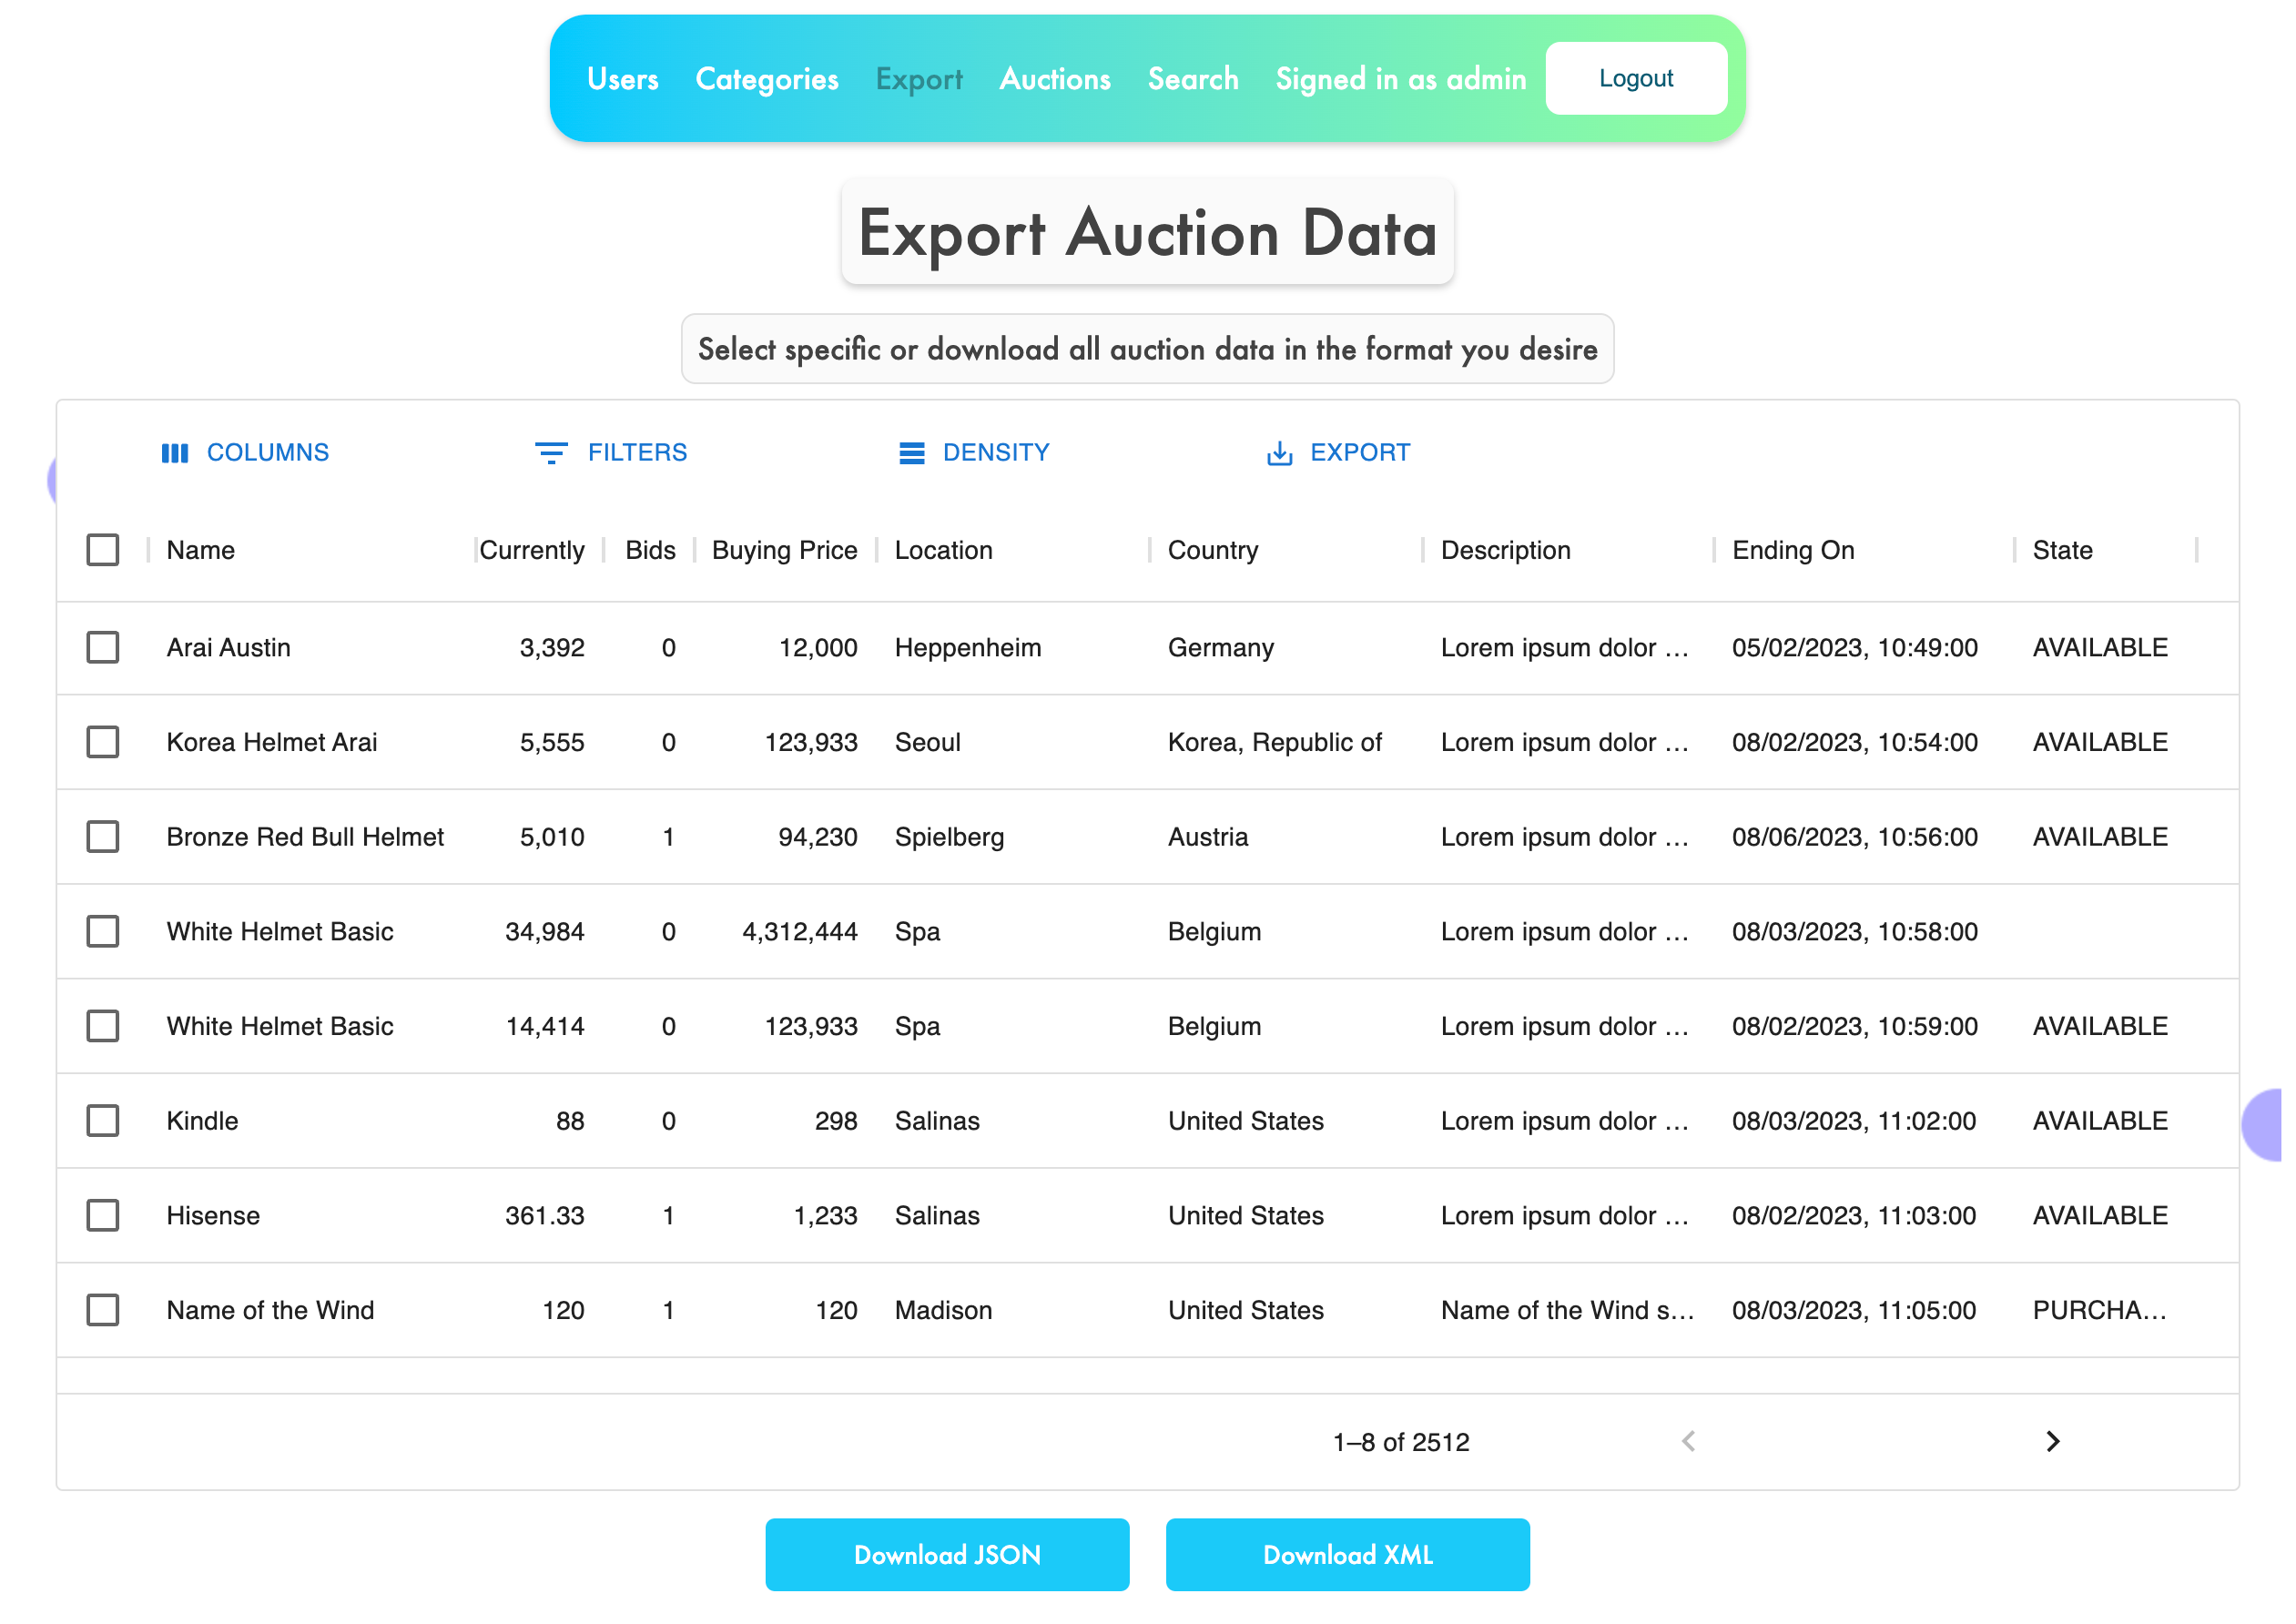 Users Categories Export Auctions Search Signed in as admin Logout
Export Auction Data
Select specific or download all auction data in the format you desire
COLUMNS FILTERS DENSITY EXPORT
Name Currently Bids Buying Price Location Country Description Ending On State
Arai Austin 3,392 0 12,000 Heppenheim Germany Lorem ipsum dolor … 05/02/2023, 10:49:00 AVAILABLE
Korea Helmet Arai 5,555 0 123,933 Seoul Korea, Republic of Lorem ipsum dolor … 08/02/2023, 10:54:00 AVAILABLE
Bronze Red Bull Helmet 5,010 1 94,230 Spielberg Austria Lorem ipsum dolor … 08/06/2023, 10:56:00 AVAILABLE
White Helmet Basic 34,984 0 4,312,444 Spa Belgium Lorem ipsum dolor … 08/03/2023, 10:58:00
White Helmet Basic 14,414 0 123,933 Spa Belgium Lorem ipsum dolor … 08/02/2023, 10:59:00 AVAILABLE
Kindle 88 0 298 Salinas United States Lorem ipsum dolor … 08/03/2023, 11:02:00 AVAILABLE
Hisense 361.33 1 1,233 Salinas United States Lorem ipsum dolor … 08/02/2023, 11:03:00 AVAILABLE
Name of the Wind 120 1 120 Madison United States Name of the Wind s… 08/03/2023, 11:05:00 PURCHA…
1–8 of 2512
Download JSON Download XML